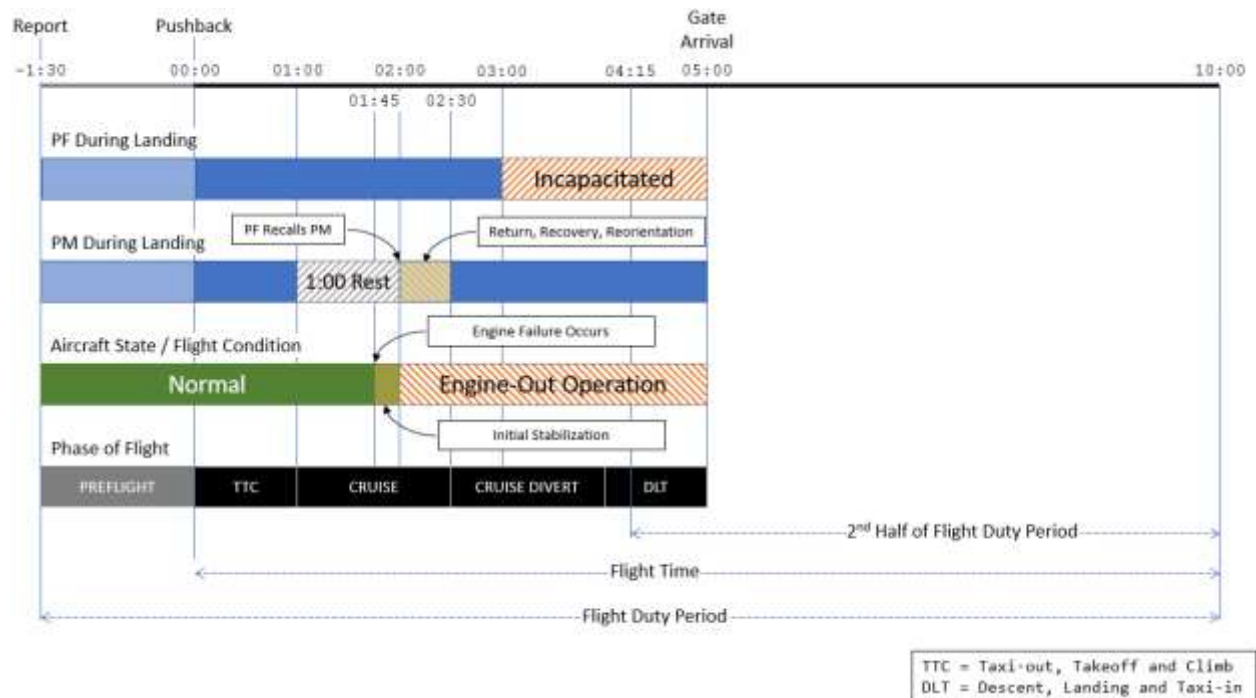 Report
Pushback
Gate
Arrival
-1:30
00:00
01:00
02:00
03:00
04:15
05:00
10:00
01:45
02:30
PF During Landing
Incapacitated
PF Recalls PM
Return, Recovery, Reorientation
PM During Landing
1:00 Rest
Engine Failure Occurs
Aircraft State / Flight Condition
Normal
Engine-Out Operation
Initial Stabilization
Phase of Flight
PREFLIGHT
TTC
CRUISE
CRUISE DIVERT
DLT
2nd Half of Flight Duty Period
Flight Time
Flight Duty Period
TTC = Taxi-out, Takeoff and Climb
DLT = Descent, Landing and Taxi-in